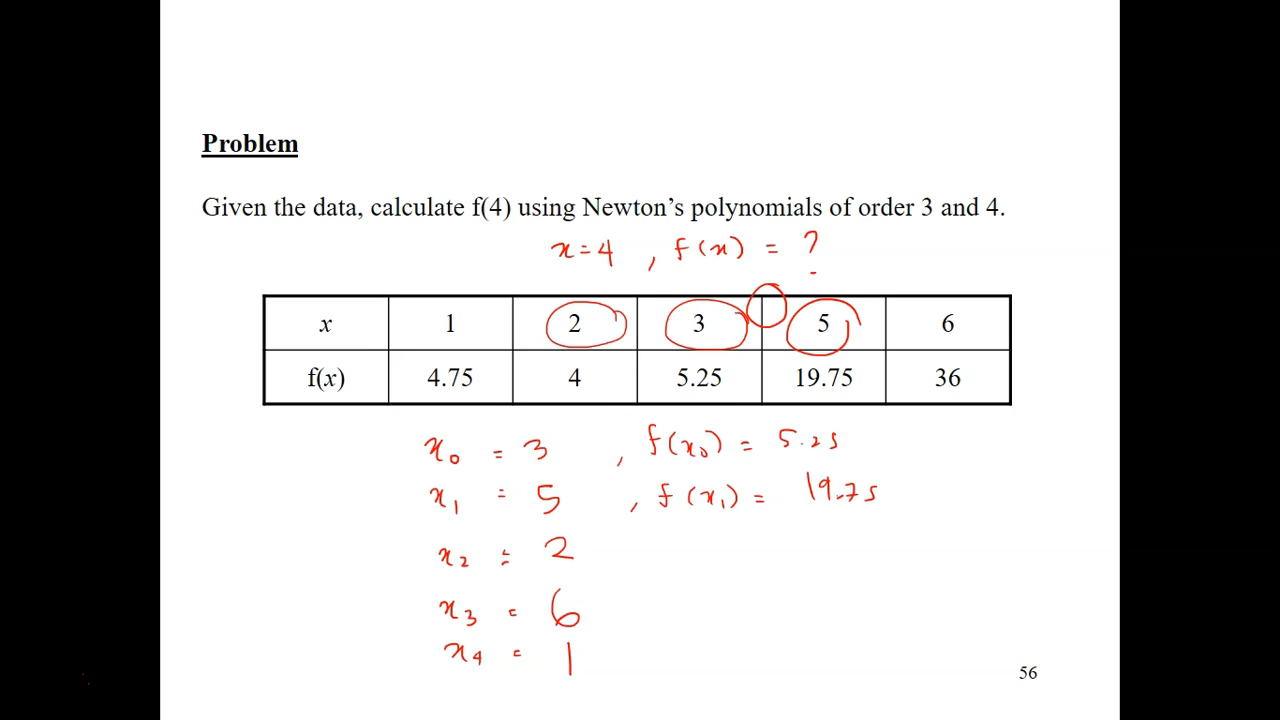 Problem
Given the data, calculate f(4) using Newton's polynomials of order 3 and 4.
x=4 , f(x) = ?
x 1 2 3 5 6
f(x) 4.75 4 5.25 19.75 36
x0 = 3 , f(x0) = 5.25
x1 = 5 , f(x1) = 19.75
x2 = 2
x3 = 6
x4 = 1
56